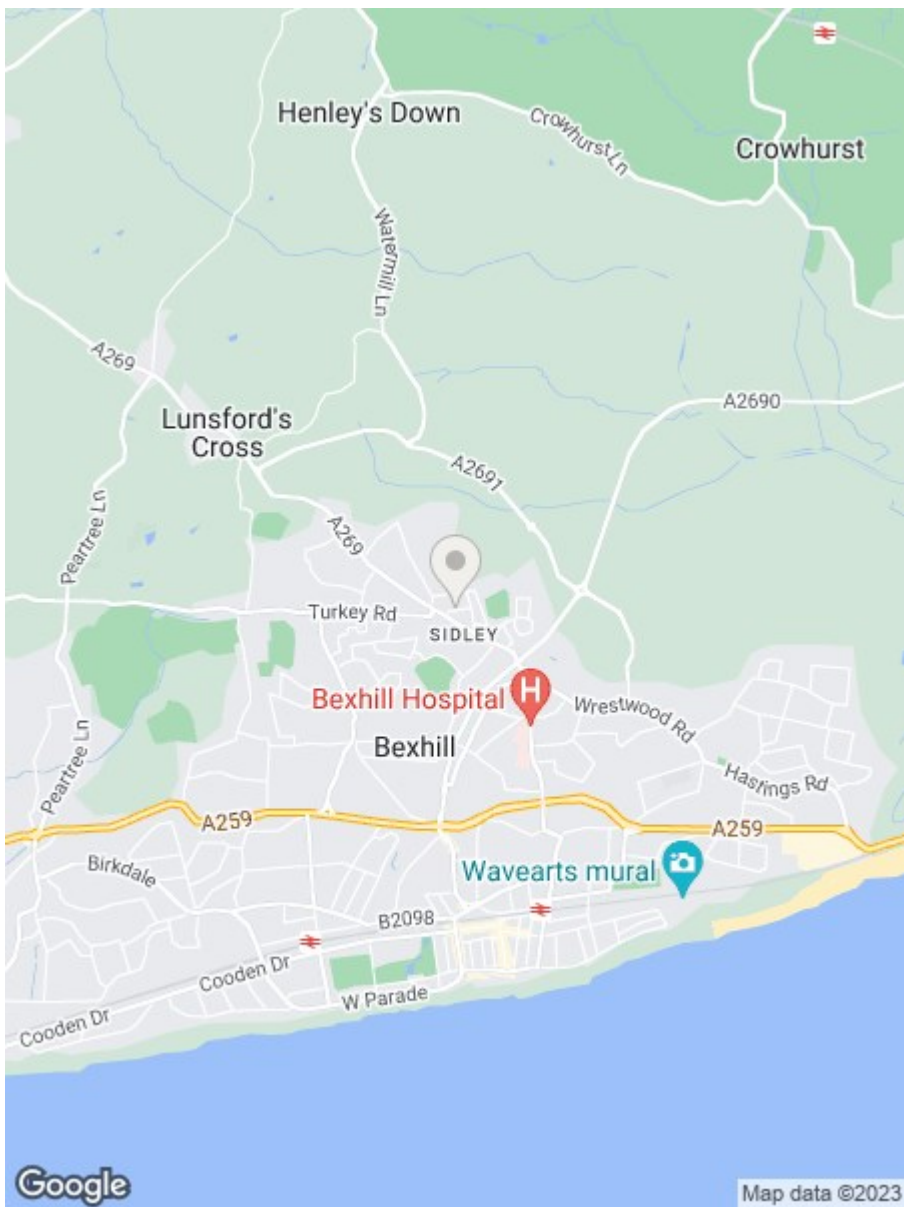 Henley's Down
Crowhurst Ln
Crowhurst
Watermill Ln
A269
A2690
Lunsford's
Cross
A2691
Peartree Ln
A269
Turkey Rd
SIDLEY
Bexhill Hospital
H
Wrestwood Rd
Bexhill
Peartree Ln
Hastings Rd
A259
A259
Birkdale
Wavearts mural
B2098
Cooden Dr
W Parade
Cooden Dr
Google
Map data ©2023